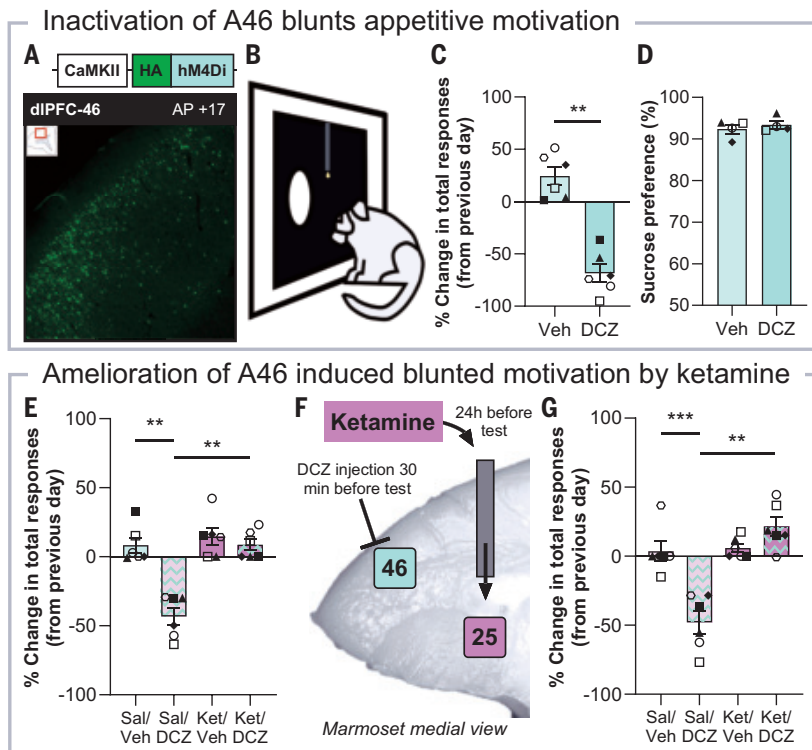 Inactivation of A46 blunts appetitive motivation
A
CaMKII HA hM4Di
dlPFC-46 AP +17
B
C
% Change in total responses
(from previous day)
100
50
0
-50
-100
**
Veh DCZ
D
Sucrose preference (%)
100
90
80
70
60
50
Veh DCZ
Amelioration of A46 induced blunted motivation by ketamine
E
% Change in total responses
(from previous day)
100
50
0
-50
-100
** **
Sal/ Sal/ Ket/ Ket/
Veh DCZ Veh DCZ
F
Ketamine
24h before
test
DCZ injection 30
min before test
46
25
Marmoset medial view
G
% Change in total responses
(from previous day)
100
50
0
-50
-100
*** **
Sal/ Sal/ Ket/ Ket/
Veh DCZ Veh DCZ